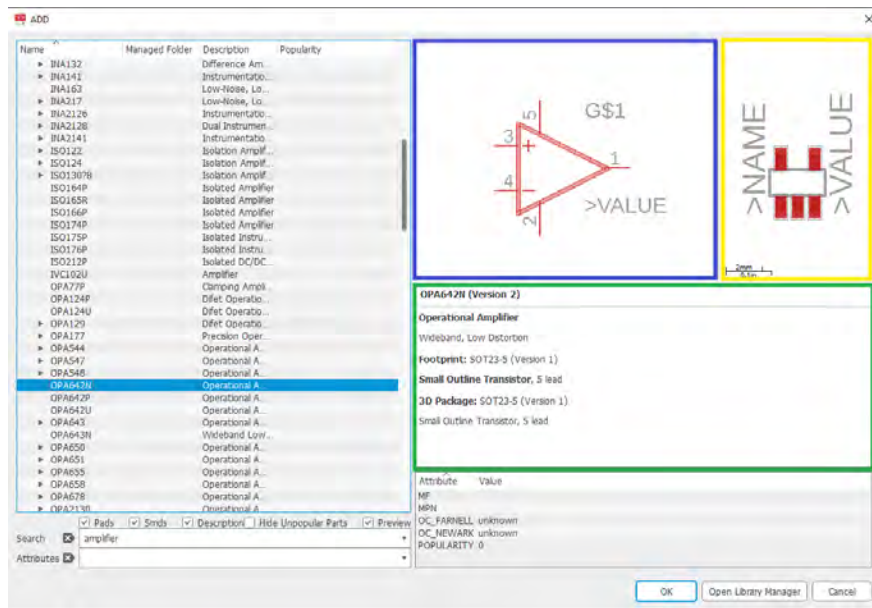 ADD
Name Managed Folder Description Popularity
INA132 Difference Am...
INA141 Instrumentatio...
INA163 Low-Noise, Lo...
INA217 Low-Noise, Lo...
INA2126 Instrumentatio...
INA2128 Dual Instrumen...
INA2141 Instrumentatio...
ISO122 Isolation Amplif...
ISO124 Isolation Amplif...
ISO1307B Isolation Amplif...
ISO164P Isolated Amplifier
ISO165R Isolated Amplifier
ISO166P Isolated Amplifier
ISO174P Isolated Amplifier
ISO175P Isolated Instru...
ISO176P Isolated Instru...
ISO212P Isolated DC/DC...
IVC102U Amplifier
OPA77P Clamping Ampli...
OPA124P Difet Operatio...
OPA124U Difet Operatio...
OPA129 Difet Operatio...
OPA177 Precision Oper...
OPA544 Operational A...
OPA547 Operational A...
OPA548 Operational A...
OPA642N Operational A...
OPA642P Operational A...
OPA642U Operational A...
OPA643 Operational A...
OPA643N Wideband Low...
OPA650 Operational A...
OPA651 Operational A...
OPA655 Operational A...
OPA658 Operational A...
OPA678 Operational A...
OPA2130 Operational A...
Pads Smds Description Hide Unpopular Parts Preview
Search amplifier
Attributes
G$1
5
3
+
1
4
2
>VALUE
>NAME
>VALUE
2mm
0.1in
OPA642N (Version 2)
Operational Amplifier
Wideband, Low Distortion
Footprint: SOT23-5 (Version 1)
Small Outline Transistor, 5 lead
3D Package: SOT23-5 (Version 1)
Small Outline Transistor, 5 lead
Attribute Value
MF
MPN
OC_FARNELL unknown
OC_NEWARK unknown
POPULARITY 0
OK Open Library Manager Cancel